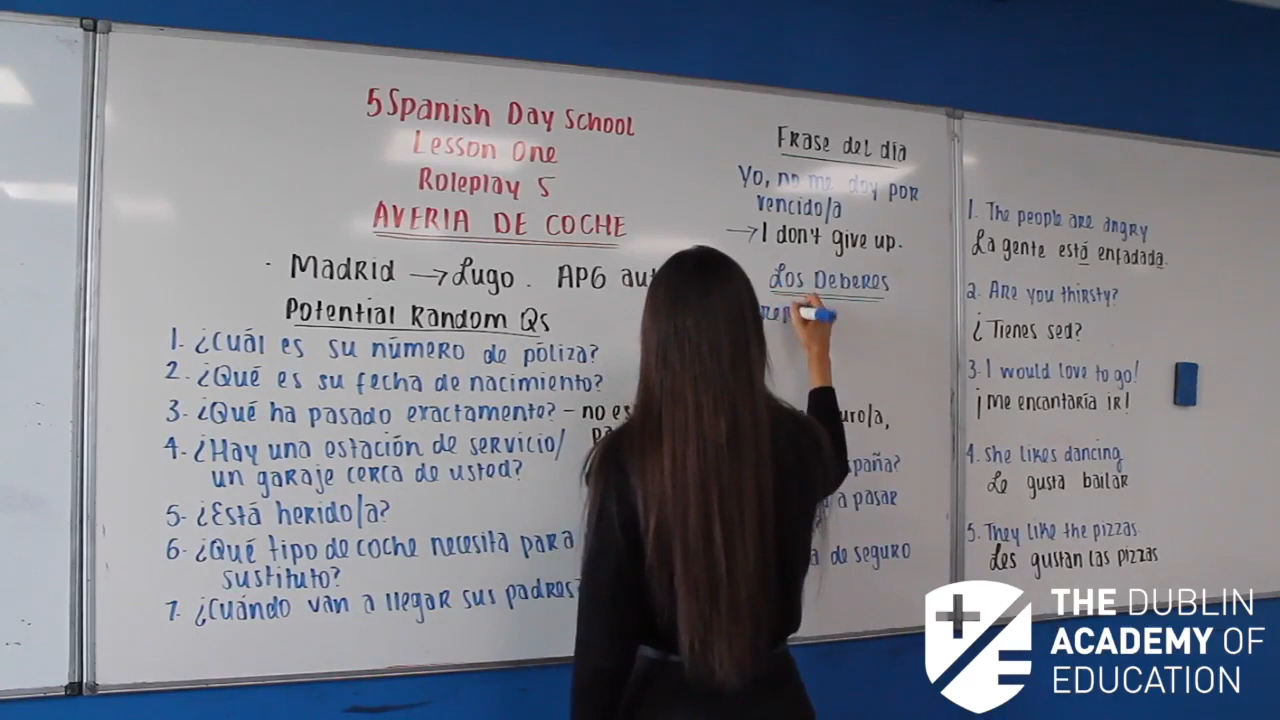 5 Spanish Day School
Lesson One
Roleplay 5
AVERIA DE COCHE
· Madrid → Lugo. APG
Potential Random Qs
1. ¿Cuál es su número de póliza?
2. ¿Qué es su fecha de nacimiento?
3. ¿Qué ha pasado exactamente? – no
4. ¿Hay una estación de servicio/
un garaje cerca de usted?
5. ¿Está herido/a?
6. ¿Qué tipo de coche necesita para
sustituto?
7. ¿Cuándo van a llegar sus padres?
a pasar
de seguro
Frase del día
Yo, no me doy por
vencido/a
→ I don't give up.
Los Deberes
1. The people are angry
La gente está enfadada.
2. Are you thirsty?
¿Tienes sed?
3. I would love to go!
¡Me encantaría ir!
4. She likes dancing
Le gusta bailar
5. They like the pizzas.
Les gustan las pizzas
THE DUBLIN
ACADEMY OF
EDUCATION